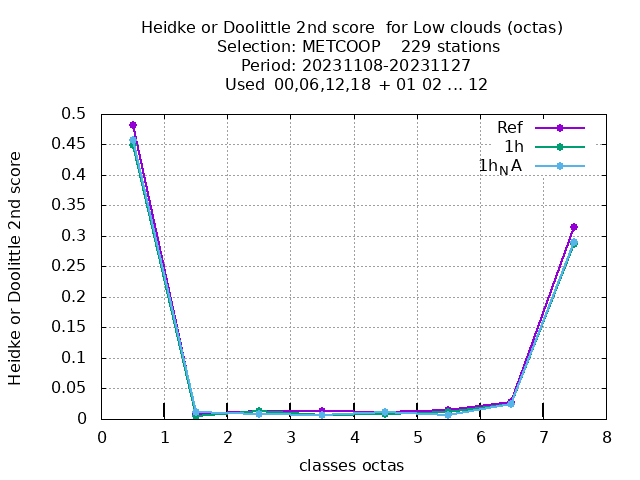 Heidke or Doolittle 2nd score  for Low clouds (octas)
Selection: METCOOP    229 stations
Period: 20231108-20231127
Used  00,06,12,18 + 01 02 ... 12
Heidke or Doolittle 2nd score
0.5
0.45
0.4
0.35
0.3
0.25
0.2
0.15
0.1
0.05
0
Ref
1h
1hNA
0 1 2 3 4 5 6 7 8
classes octas